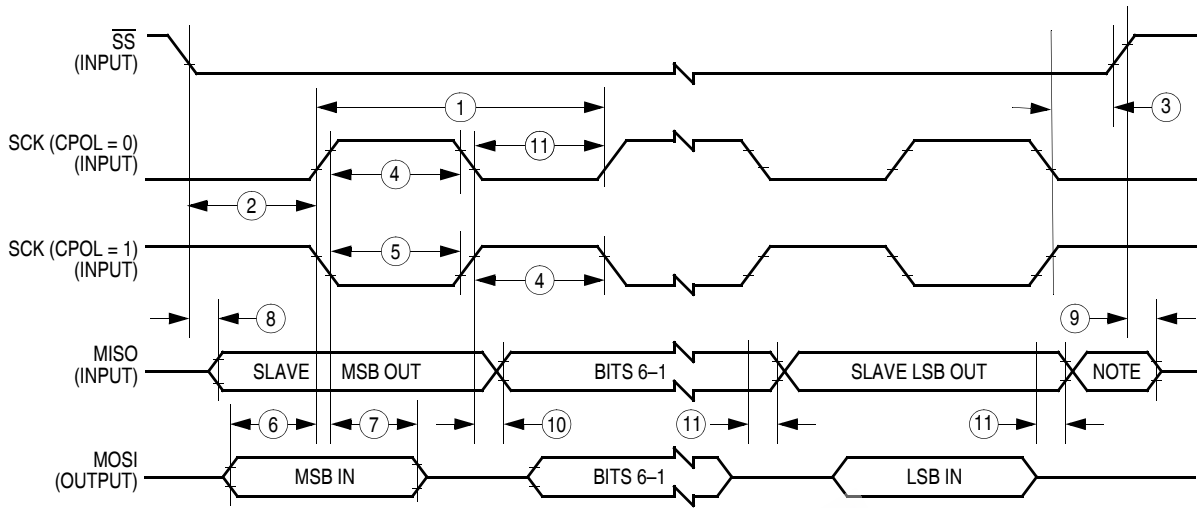 SS
(INPUT)
1
3
SCK (CPOL = 0)
(INPUT)
11
4
2
SCK (CPOL = 1)
(INPUT)
5
4
8
9
MISO
(INPUT)
SLAVE MSB OUT
BITS 6–1
SLAVE LSB OUT
NOTE
6
7
10
11
11
MOSI
(OUTPUT)
MSB IN
BITS 6–1
LSB IN